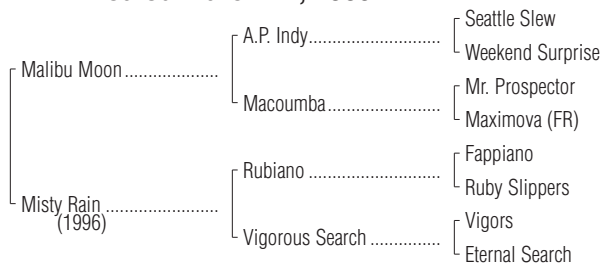 Seattle Slew
A.P. Indy
Weekend Surprise
Malibu Moon
Mr. Prospector
Macoumba
Maximova (FR)
Fappiano
Rubiano
Ruby Slippers
Misty Rain
(1996)
Vigors
Vigorous Search
Eternal Search